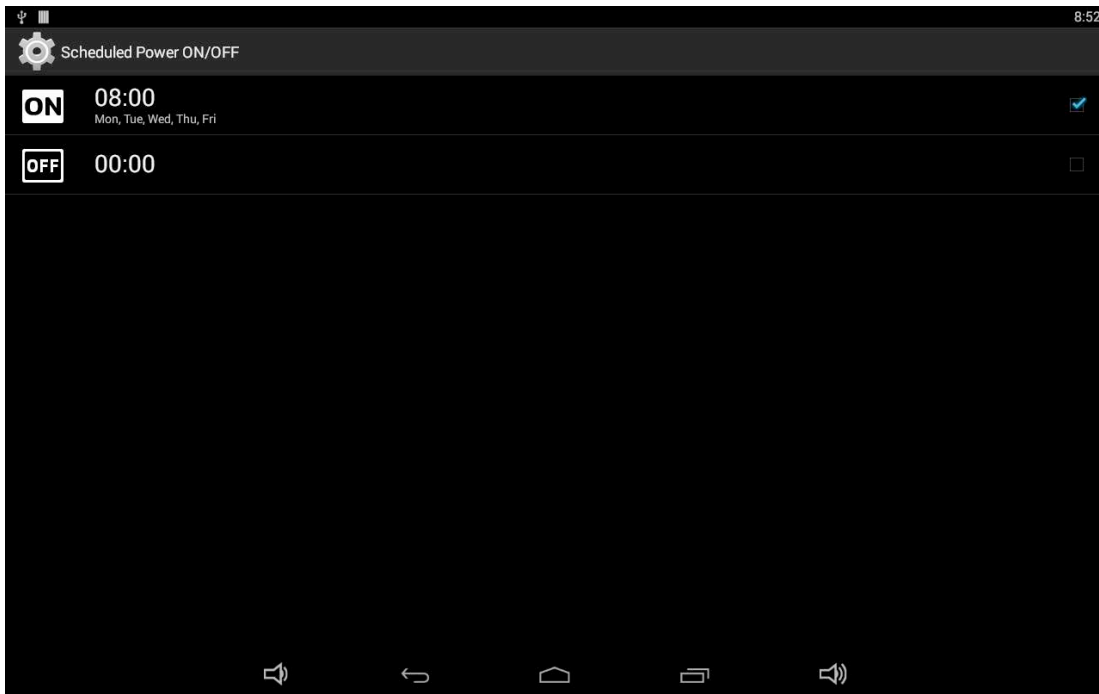 8:52
Scheduled Power ON/OFF
ON 08:00
Mon, Tue, Wed, Thu, Fri
OFF 00:00